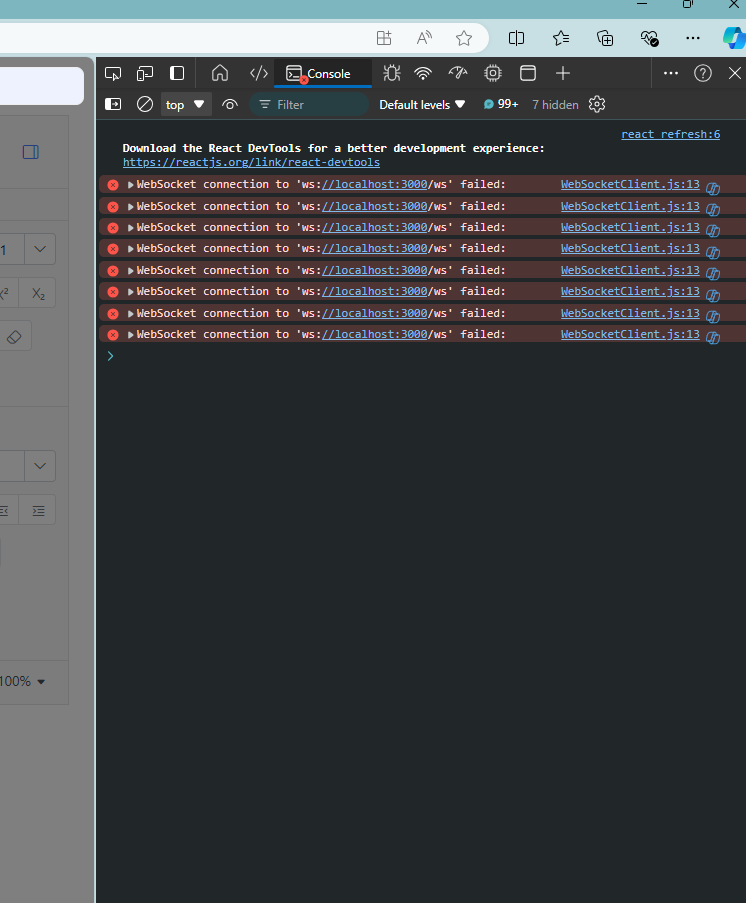 Console
top
Filter
Default levels
99+
7 hidden
react refresh:6
Download the React DevTools for a better development experience:
https://reactjs.org/link/react-devtools
WebSocket connection to 'ws://localhost:3000/ws' failed: WebSocketClient.js:13
WebSocket connection to 'ws://localhost:3000/ws' failed: WebSocketClient.js:13
WebSocket connection to 'ws://localhost:3000/ws' failed: WebSocketClient.js:13
WebSocket connection to 'ws://localhost:3000/ws' failed: WebSocketClient.js:13
WebSocket connection to 'ws://localhost:3000/ws' failed: WebSocketClient.js:13
WebSocket connection to 'ws://localhost:3000/ws' failed: WebSocketClient.js:13
WebSocket connection to 'ws://localhost:3000/ws' failed: WebSocketClient.js:13
WebSocket connection to 'ws://localhost:3000/ws' failed: WebSocketClient.js:13
1
X² X₂
100%